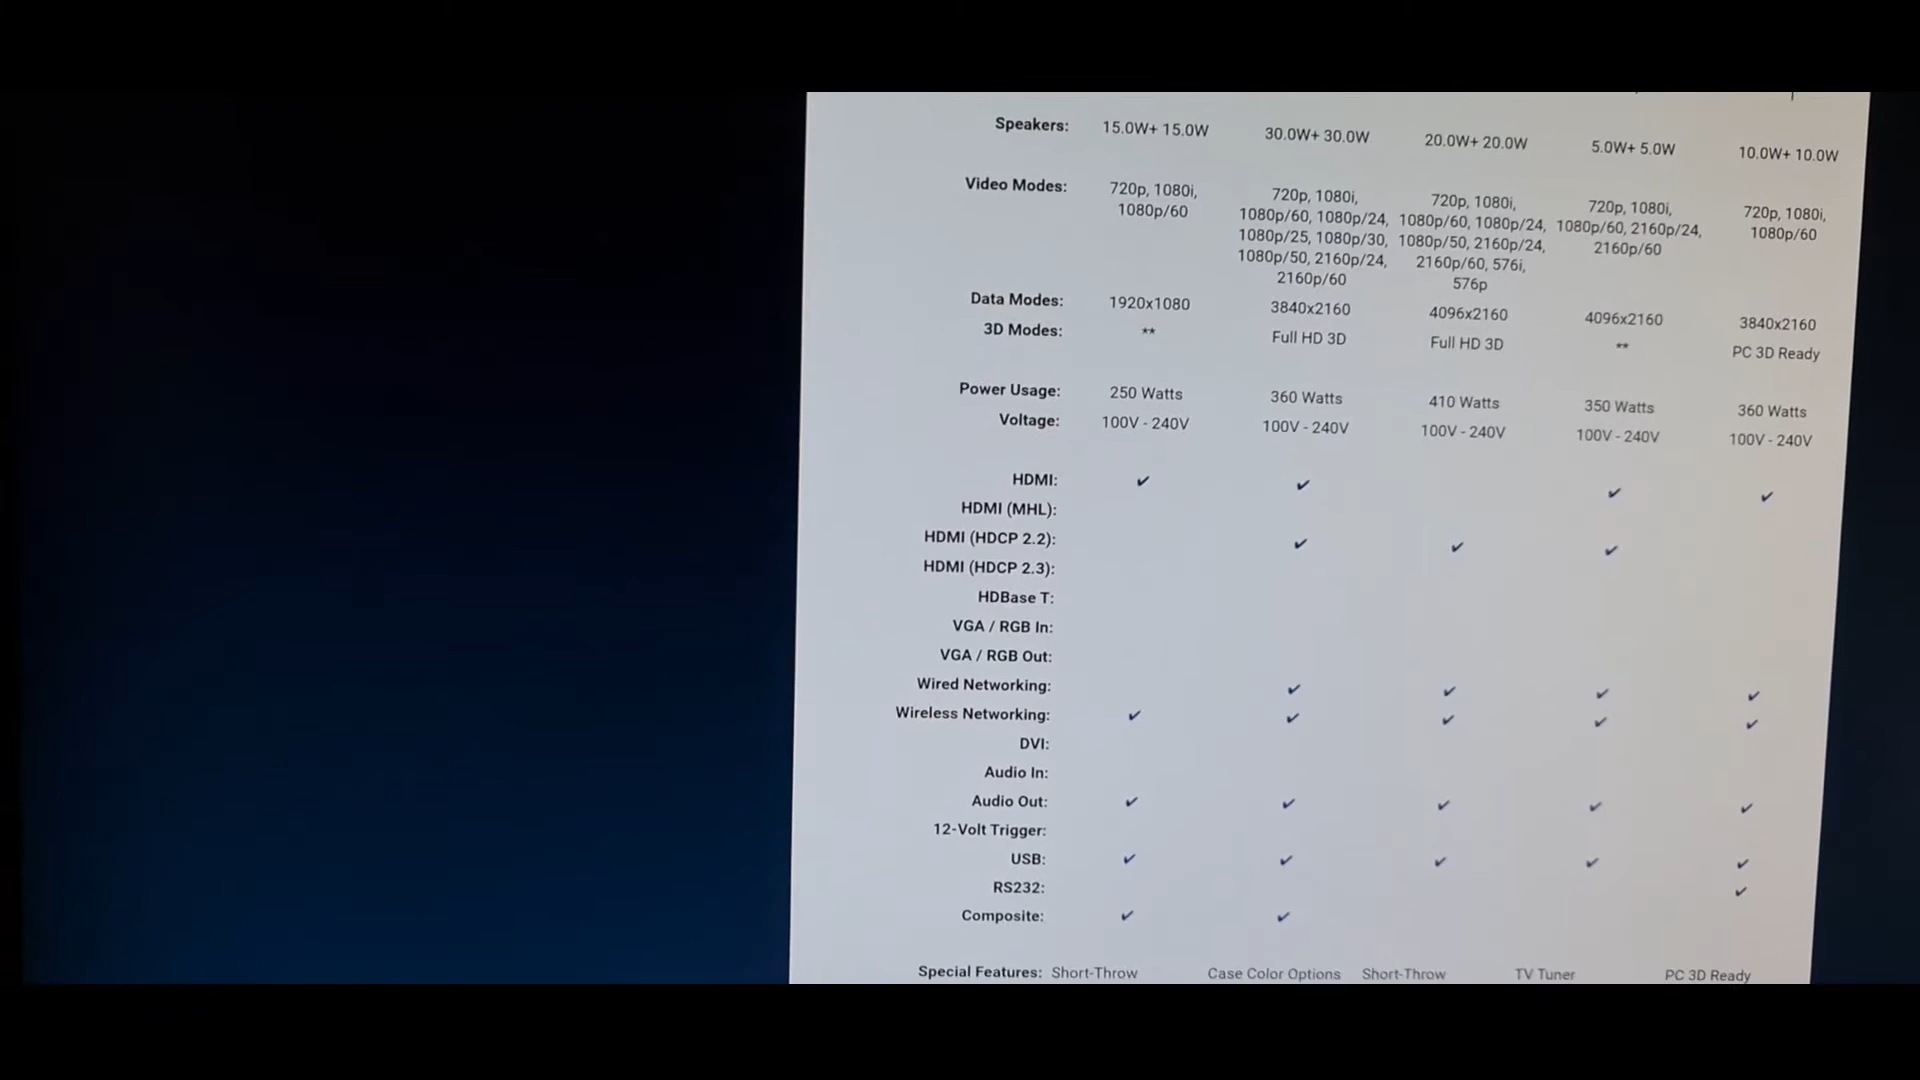 Speakers: 15.0W+ 15.0W 30.0W+ 30.0W 20.0W+ 20.0W 5.0W+ 5.0W 10.0W+ 10.0W
Video Modes: 720p, 1080i, 720p, 1080i, 720p, 1080i, 720p, 1080i, 720p, 1080i,
1080p/60 1080p/60, 1080p/24, 1080p/60, 1080p/24, 1080p/60, 2160p/24, 1080p/60
1080p/25, 1080p/30, 1080p/50, 2160p/24, 2160p/60
1080p/50, 2160p/24, 2160p/60, 576i,
2160p/60 576p
Data Modes: 1920x1080 3840x2160 4096x2160 4096x2160 3840x2160
3D Modes: ** Full HD 3D Full HD 3D ** PC 3D Ready
Power Usage: 250 Watts 360 Watts 410 Watts 350 Watts 360 Watts
Voltage: 100V - 240V 100V - 240V 100V - 240V 100V - 240V 100V - 240V
HDMI: ✔ ✔ ✔ ✔
HDMI (MHL):
HDMI (HDCP 2.2): ✔ ✔ ✔
HDMI (HDCP 2.3):
HDBase T:
VGA / RGB In:
VGA / RGB Out:
Wired Networking: ✔ ✔ ✔ ✔
Wireless Networking: ✔ ✔ ✔ ✔ ✔
DVI:
Audio In:
Audio Out: ✔ ✔ ✔ ✔ ✔
12-Volt Trigger:
USB: ✔ ✔ ✔ ✔ ✔
RS232: ✔
Composite: ✔ ✔
Special Features: Short-Throw Case Color Options Short-Throw TV Tuner PC 3D Ready